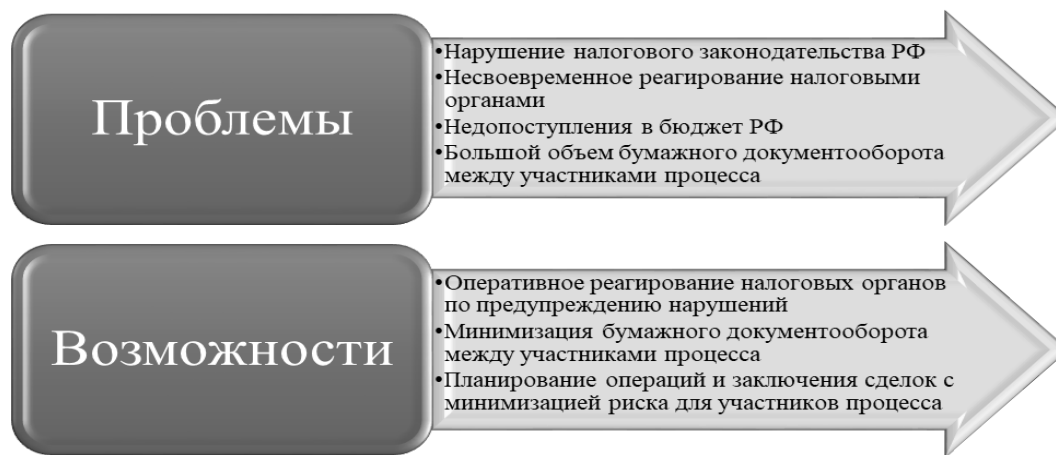 Проблемы
•Нарушение налогового законодательства РФ
•Несвоевременное реагирование налоговыми
органами
•Недопоступления в бюджет РФ
•Большой объем бумажного документооборота
между участниками процесса
Возможности
•Оперативное реагирование налоговых органов
по предупреждению нарушений
•Минимизация бумажного документооборота
между участниками процесса
•Планирование операций и заключения сделок с
минимизацией риска для участников процесса